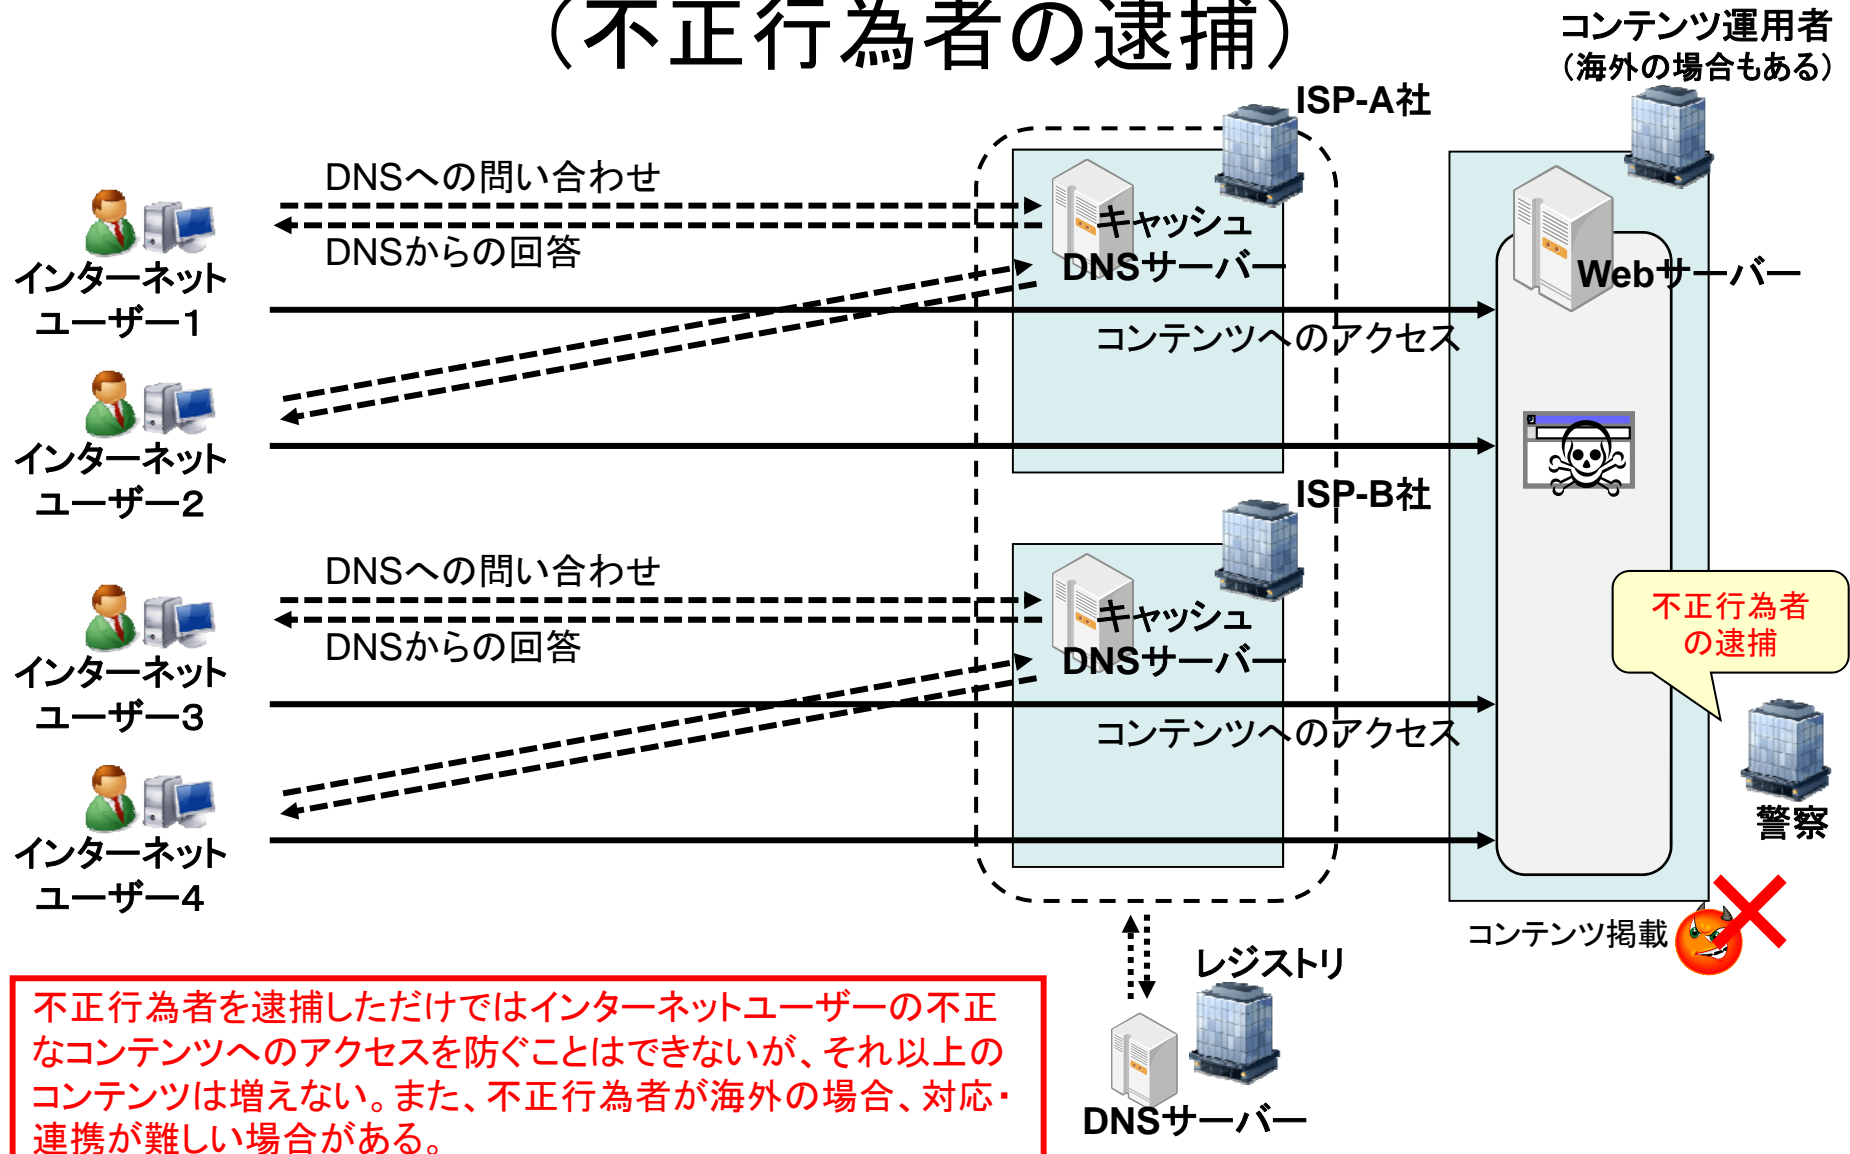 （不正行為者の逮捕）
コンテンツ運用者
（海外の場合もある）
ISP-A社
DNSへの問い合わせ
DNSからの回答
キャッシュ
DNSサーバー
Webサーバー
インターネット
ユーザー1
コンテンツへのアクセス
インターネット
ユーザー2
ISP-B社
DNSへの問い合わせ
DNSからの回答
キャッシュ
DNSサーバー
不正行為者
の逮捕
インターネット
ユーザー3
コンテンツへのアクセス
警察
インターネット
ユーザー4
コンテンツ掲載
レジストリ
DNSサーバー
不正行為者を逮捕しただけではインターネットユーザーの不正
なコンテンツへのアクセスを防ぐことはできないが、それ以上の
コンテンツは増えない。また、不正行為者が海外の場合、対応・
連携が難しい場合がある。